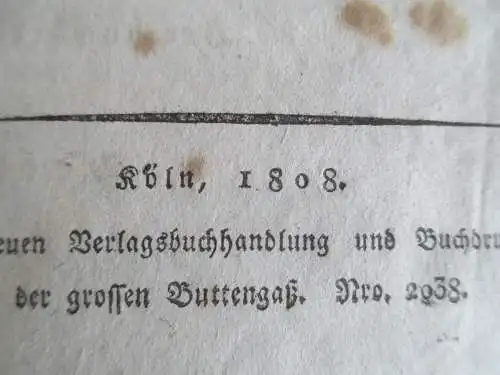 Köln, 1808.
euen Verlagsbuchhandlung und Buchdru
der grossen Buttengaß. Nro. 2938.